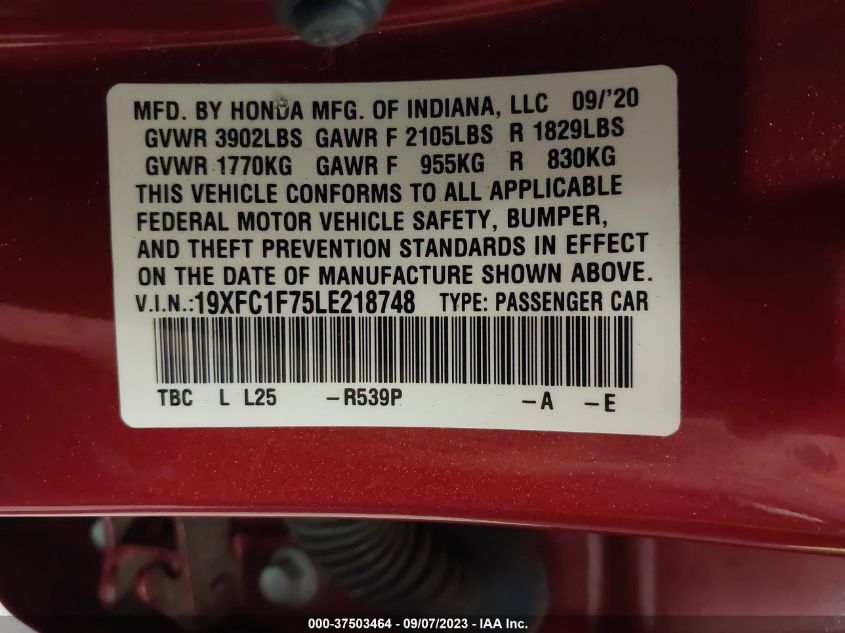 MFD. BY HONDA MFG. OF INDIANA, LLC 09/'20
GVWR 3902LBS GAWR F 2105LBS R 1829LBS
GVWR 1770KG GAWR F 955KG R 830KG
THIS VEHICLE CONFORMS TO ALL APPLICABLE
FEDERAL MOTOR VEHICLE SAFETY, BUMPER,
AND THEFT PREVENTION STANDARDS IN EFFECT
ON THE DATE OF MANUFACTURE SHOWN ABOVE.
V.I.N.:19XFC1F75LE218748 TYPE: PASSENGER CAR
TBC L L25 -R539P -A -E
000-37503464 - 09/07/2023 - IAA Inc.